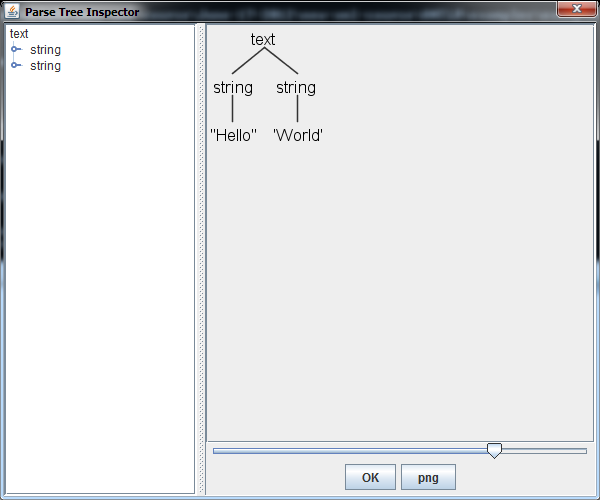 Parse Tree Inspector
text
string
string
text
string string
"Hello" 'World'
OK png